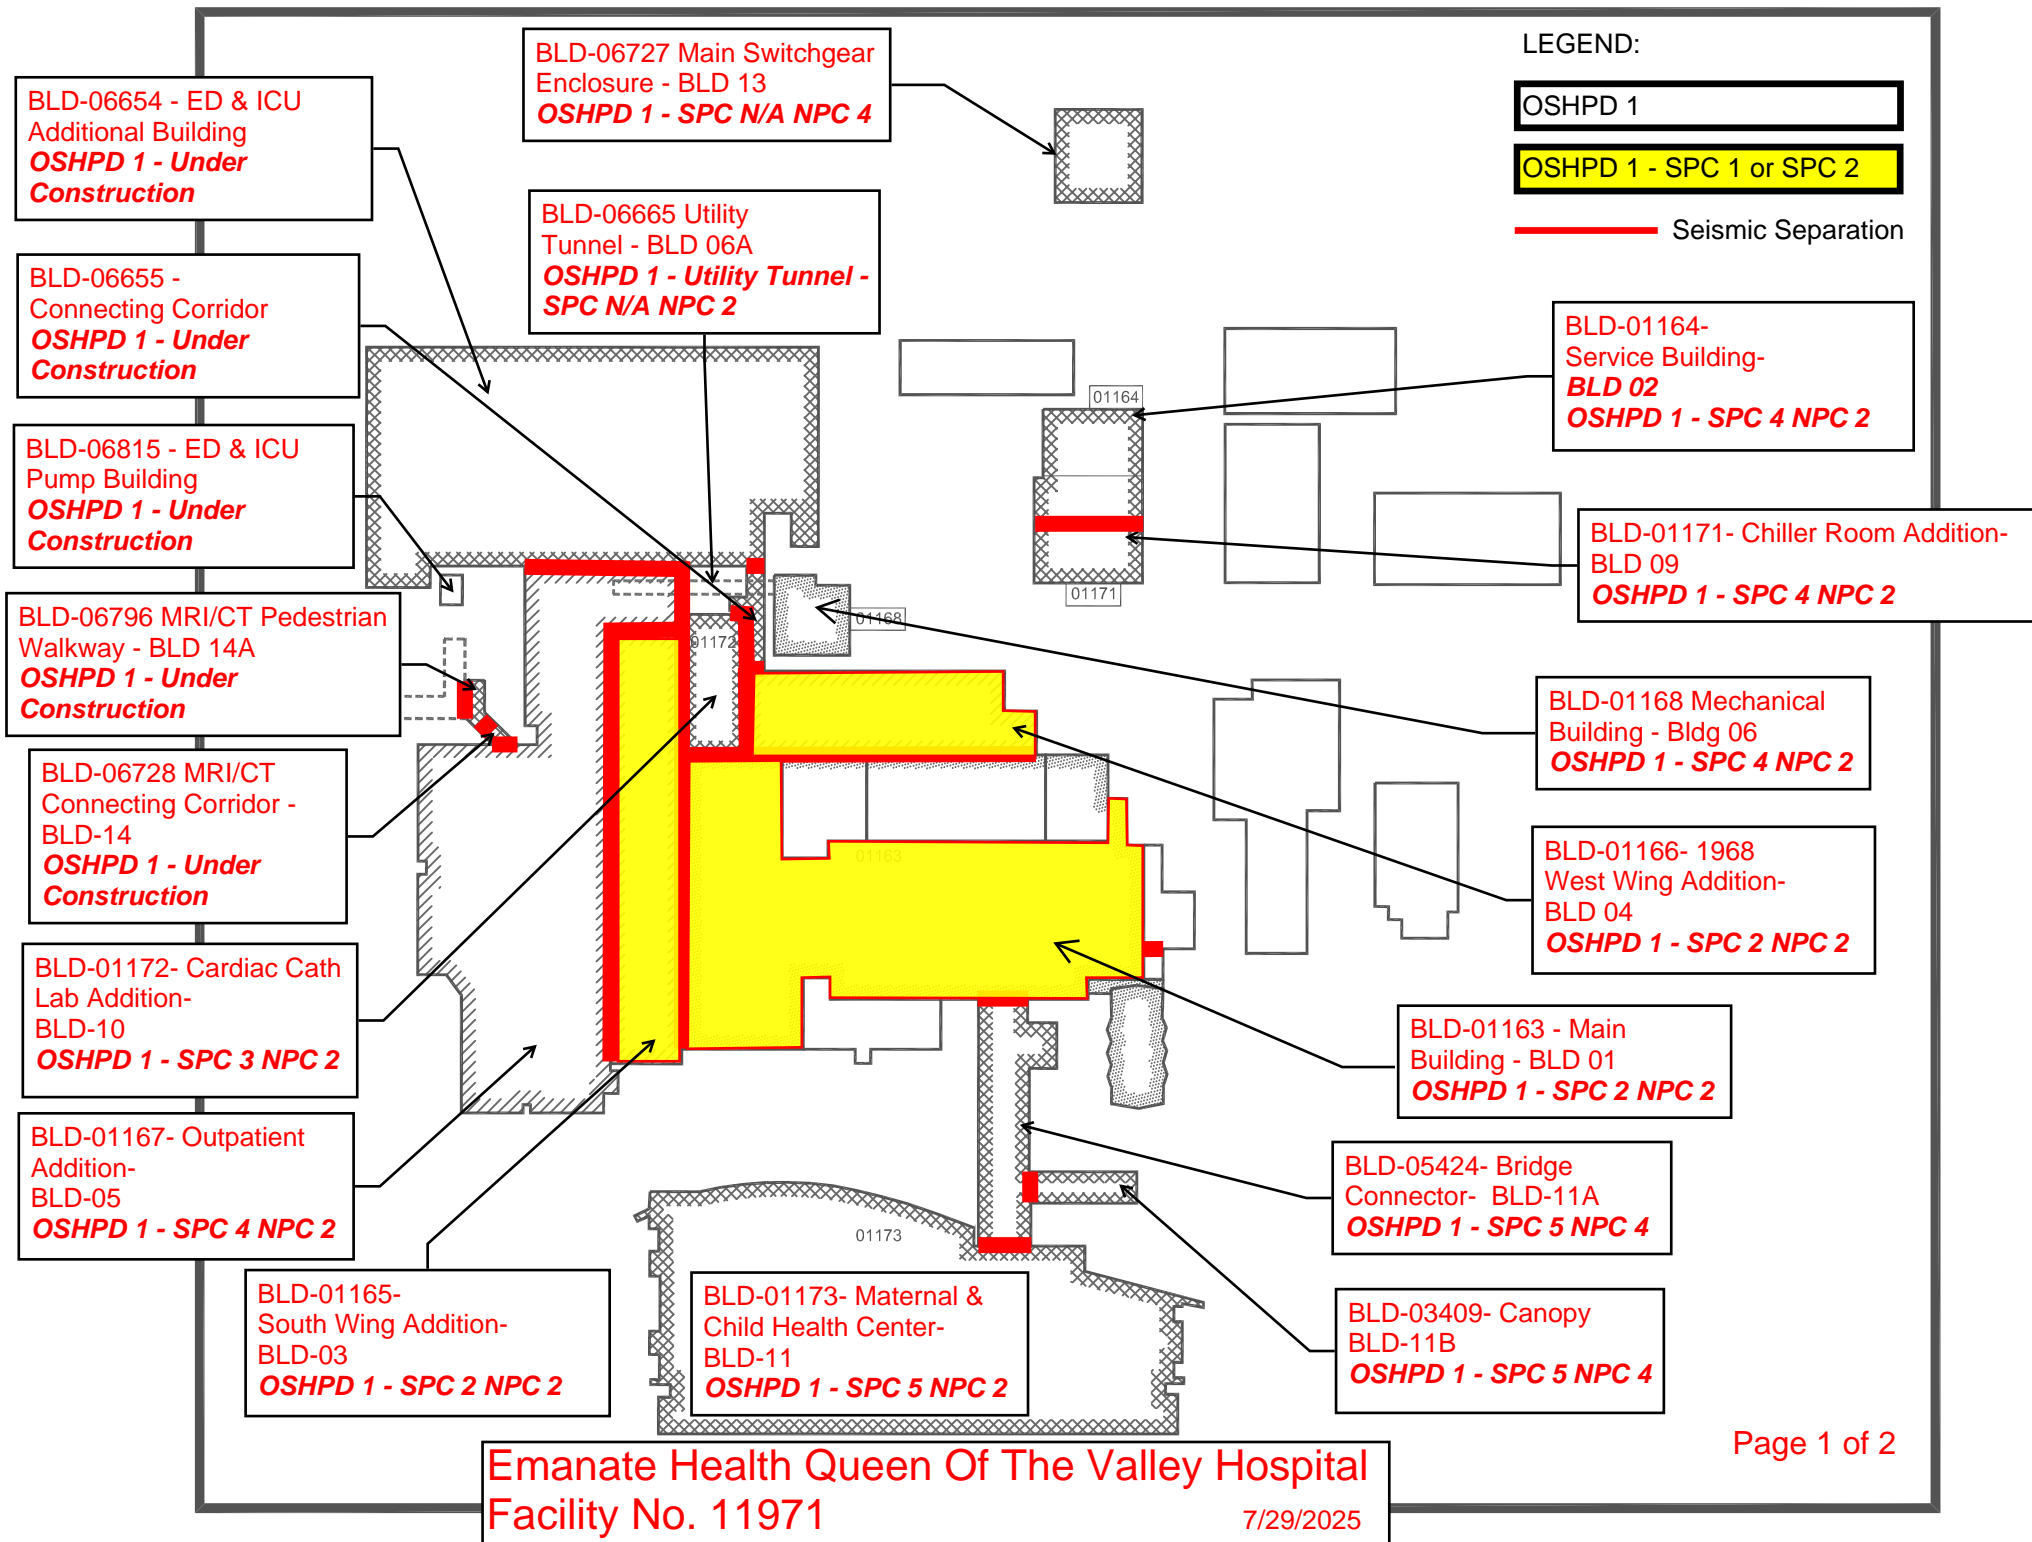 BLD-06727 Main Switchgear
Enclosure - BLD 13
OSHPD 1 - SPC N/A NPC 4
LEGEND:
OSHPD 1
OSHPD 1 - SPC 1 or SPC 2
Seismic Separation
BLD-06654 - ED & ICU
Additional Building
OSHPD 1 - Under
Construction
BLD-06665 Utility
Tunnel - BLD 06A
OSHPD 1 - Utility Tunnel -
SPC N/A NPC 2
BLD-06655 -
Connecting Corridor
OSHPD 1 - Under
Construction
BLD-01164-
Service Building-
BLD 02
OSHPD 1 - SPC 4 NPC 2
01164
BLD-06815 - ED & ICU
Pump Building
OSHPD 1 - Under
Construction
BLD-01171- Chiller Room Addition-
BLD 09
OSHPD 1 - SPC 4 NPC 2
01171
BLD-06796 MRI/CT Pedestrian
Walkway - BLD 14A
OSHPD 1 - Under
Construction
01168
01172
BLD-01168 Mechanical
Building - Bldg 06
OSHPD 1 - SPC 4 NPC 2
BLD-06728 MRI/CT
Connecting Corridor -
BLD-14
OSHPD 1 - Under
Construction
01163
BLD-01166- 1968
West Wing Addition-
BLD 04
OSHPD 1 - SPC 2 NPC 2
BLD-01172- Cardiac Cath
Lab Addition-
BLD-10
OSHPD 1 - SPC 3 NPC 2
BLD-01163 - Main
Building - BLD 01
OSHPD 1 - SPC 2 NPC 2
BLD-01167- Outpatient
Addition-
BLD-05
OSHPD 1 - SPC 4 NPC 2
BLD-05424- Bridge
Connector- BLD-11A
OSHPD 1 - SPC 5 NPC 4
01173
BLD-01165-
South Wing Addition-
BLD-03
OSHPD 1 - SPC 2 NPC 2
BLD-01173- Maternal &
Child Health Center-
BLD-11
OSHPD 1 - SPC 5 NPC 2
BLD-03409- Canopy
BLD-11B
OSHPD 1 - SPC 5 NPC 4
Page 1 of 2
Emanate Health Queen Of The Valley Hospital
Facility No. 11971
7/29/2025